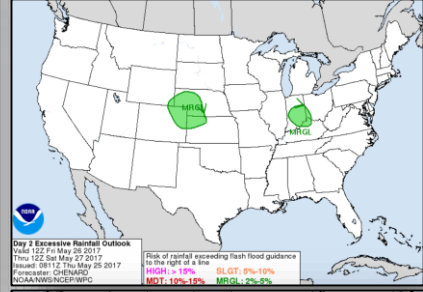 MRGL
MRGL
NOAA
Day 2 Excessive Rainfall Outlook
Valid 12Z Fri May 26 2017
Thru 12Z Sat May 27 2017
Issued: 0811Z Thu May 25 2017
Forecaster: CHENARD
NOAA/NWS/NCEP/WPC
Risk of rainfall exceeding flash flood guidance
to the right of a line
HIGH: > 15% SLGT: 5%-10%
MDT: 10%-15% MRGL: 2%-5%